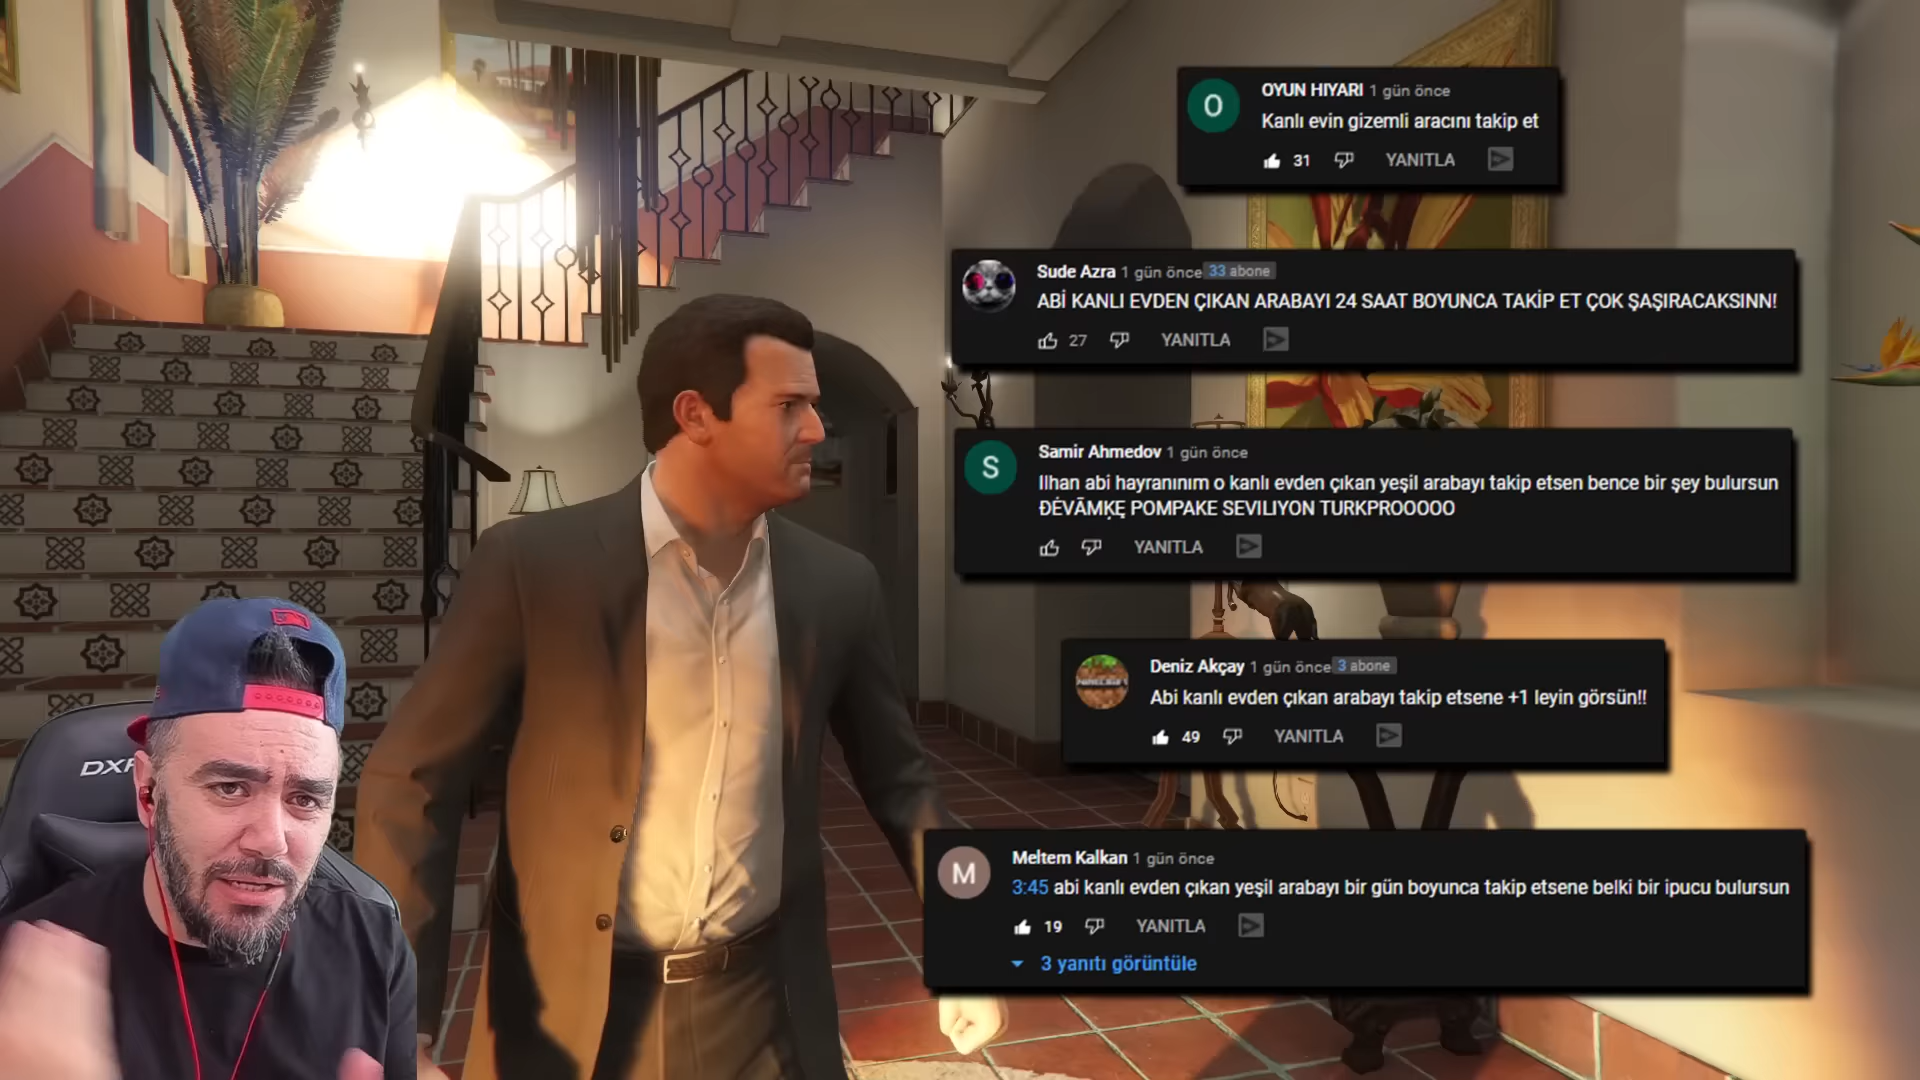 OYUN HIYARI 1 gün önce
Kanlı evin gizemli aracını takip et
31 YANITLA
Sude Azra 1 gün önce 33 abone
ABİ KANLI EVDEN ÇIKAN ARABAYI 24 SAAT BOYUNCA TAKİP ET ÇOK ŞAŞIRACAKSINN!
27 YANITLA
S
Samir Ahmedov 1 gün önce
Ilhan abi hayranınım o kanlı evden çıkan yeşil arabayı takip etsen bence bir şey bulursun
ĐÉVĀMĶĘ POMPAKE SEVILIYON TURKPROOOOO
YANITLA
Deniz Akçay 1 gün önce 3 abone
Abi kanlı evden çıkan arabayı takip etsene +1 leyin görsün!!
49 YANITLA
M
Meltem Kalkan 1 gün önce
3:45 abi kanlı evden çıkan yeşil arabayı bir gün boyunca takip etsene belki bir ipucu bulursun
19 YANITLA
3 yanıtı görüntüle